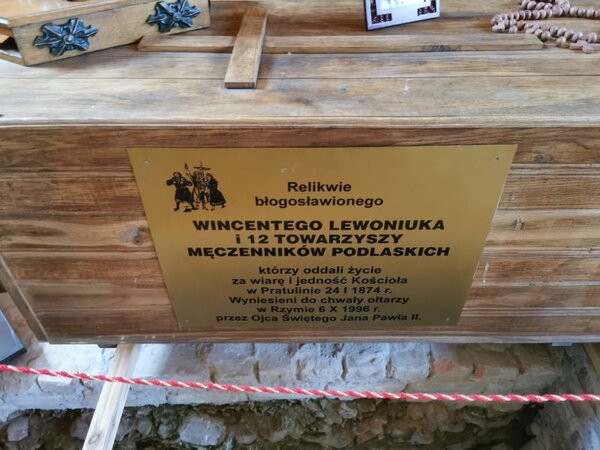 Relikwie
błogosławionego
WINCENTEGO LEWONIUKA
i 12 TOWARZYSZY
MĘCZENNIKÓW PODLASKICH
którzy oddali życie
za wiarę i jedność Kościoła
w Pratulinie 24 I 1874 r.
Wyniesieni do chwały ołtarzy
w Rzymie 6 X 1996 r.
przez Ojca Świętego Jana Pawła II.